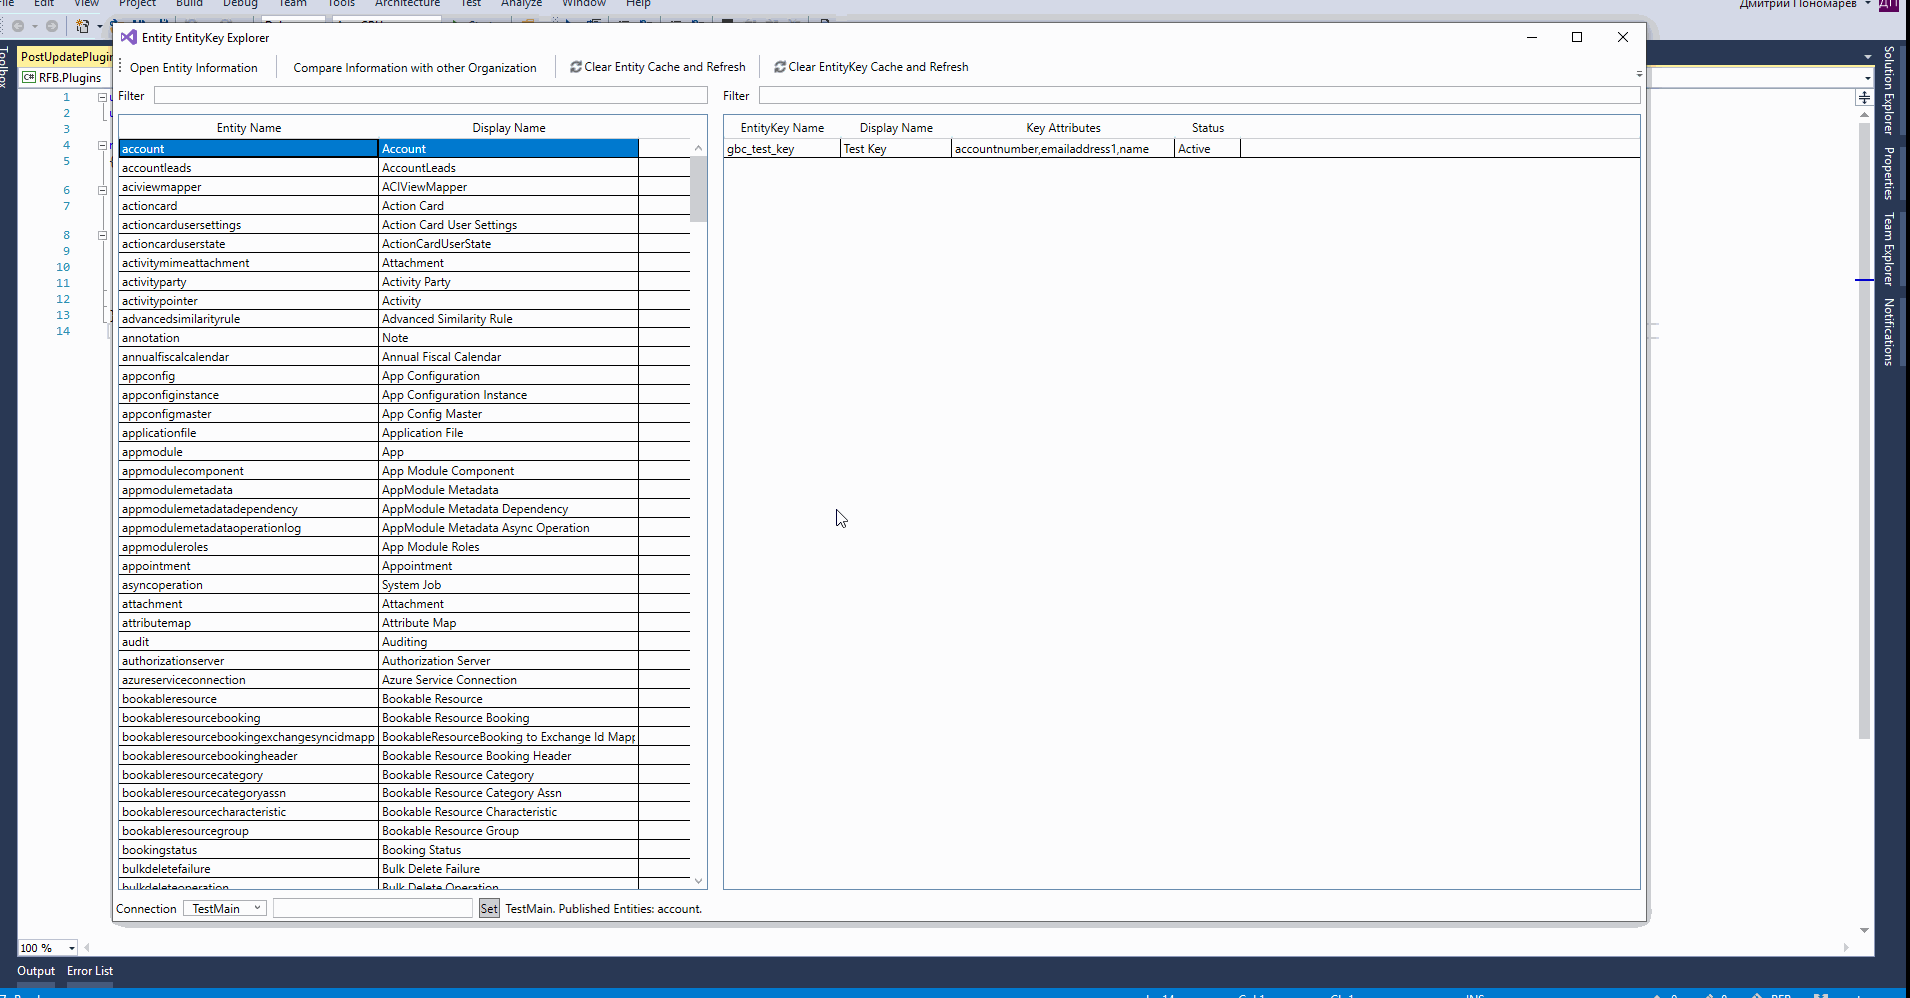 File Edit View Project Build Debug Team Tools Architecture Test Analyze Window Help
Дмитрий Пономарев ДП
Entity EntityKey Explorer
Open Entity Information Compare Information with other Organization Clear Entity Cache and Refresh Clear EntityKey Cache and Refresh
Filter
Filter
Entity Name Display Name
account Account
accountleads AccountLeads
aciviewmapper ACIViewMapper
actioncard Action Card
actioncardusersettings Action Card User Settings
actioncarduserstate ActionCardUserState
activitymimeattachment Attachment
activityparty Activity Party
activitypointer Activity
advancedsimilarityrule Advanced Similarity Rule
annotation Note
annualfiscalcalendar Annual Fiscal Calendar
appconfig App Configuration
appconfiginstance App Configuration Instance
appconfigmaster App Config Master
applicationfile Application File
appmodule App
appmodulecomponent App Module Component
appmodulemetadata AppModule Metadata
appmodulemetadatadependency AppModule Metadata Dependency
appmodulemetadataoperationlog AppModule Metadata Async Operation
appmoduleroles App Module Roles
appointment Appointment
asyncoperation System Job
attachment Attachment
attributemap Attribute Map
audit Auditing
authorizationserver Authorization Server
azureserviceconnection Azure Service Connection
bookableresource Bookable Resource
bookableresourcebooking Bookable Resource Booking
bookableresourcebookingexchangesyncidmapp BookableResourceBooking to Exchange Id Mapp
bookableresourcebookingheader Bookable Resource Booking Header
bookableresourcecategory Bookable Resource Category
bookableresourcecategoryassn Bookable Resource Category Assn
bookableresourcecharacteristic Bookable Resource Characteristic
bookableresourcegroup Bookable Resource Group
bookingstatus Booking Status
bulkdeletefailure Bulk Delete Failure
bulkdeleteoperation Bulk Delete Operation
EntityKey Name Display Name Key Attributes Status
gbc_test_key Test Key accountnumber,emailaddress1,name Active
Connection TestMain Set TestMain. Published Entities: account.
Toolbox
PostUpdatePlugin
C# RFB.Plugins
1
2
3
4
5
6
7
8
9
10
11
12
13
14
Solution Explorer
Properties
Team Explorer
Notifications
100 %
Output Error List